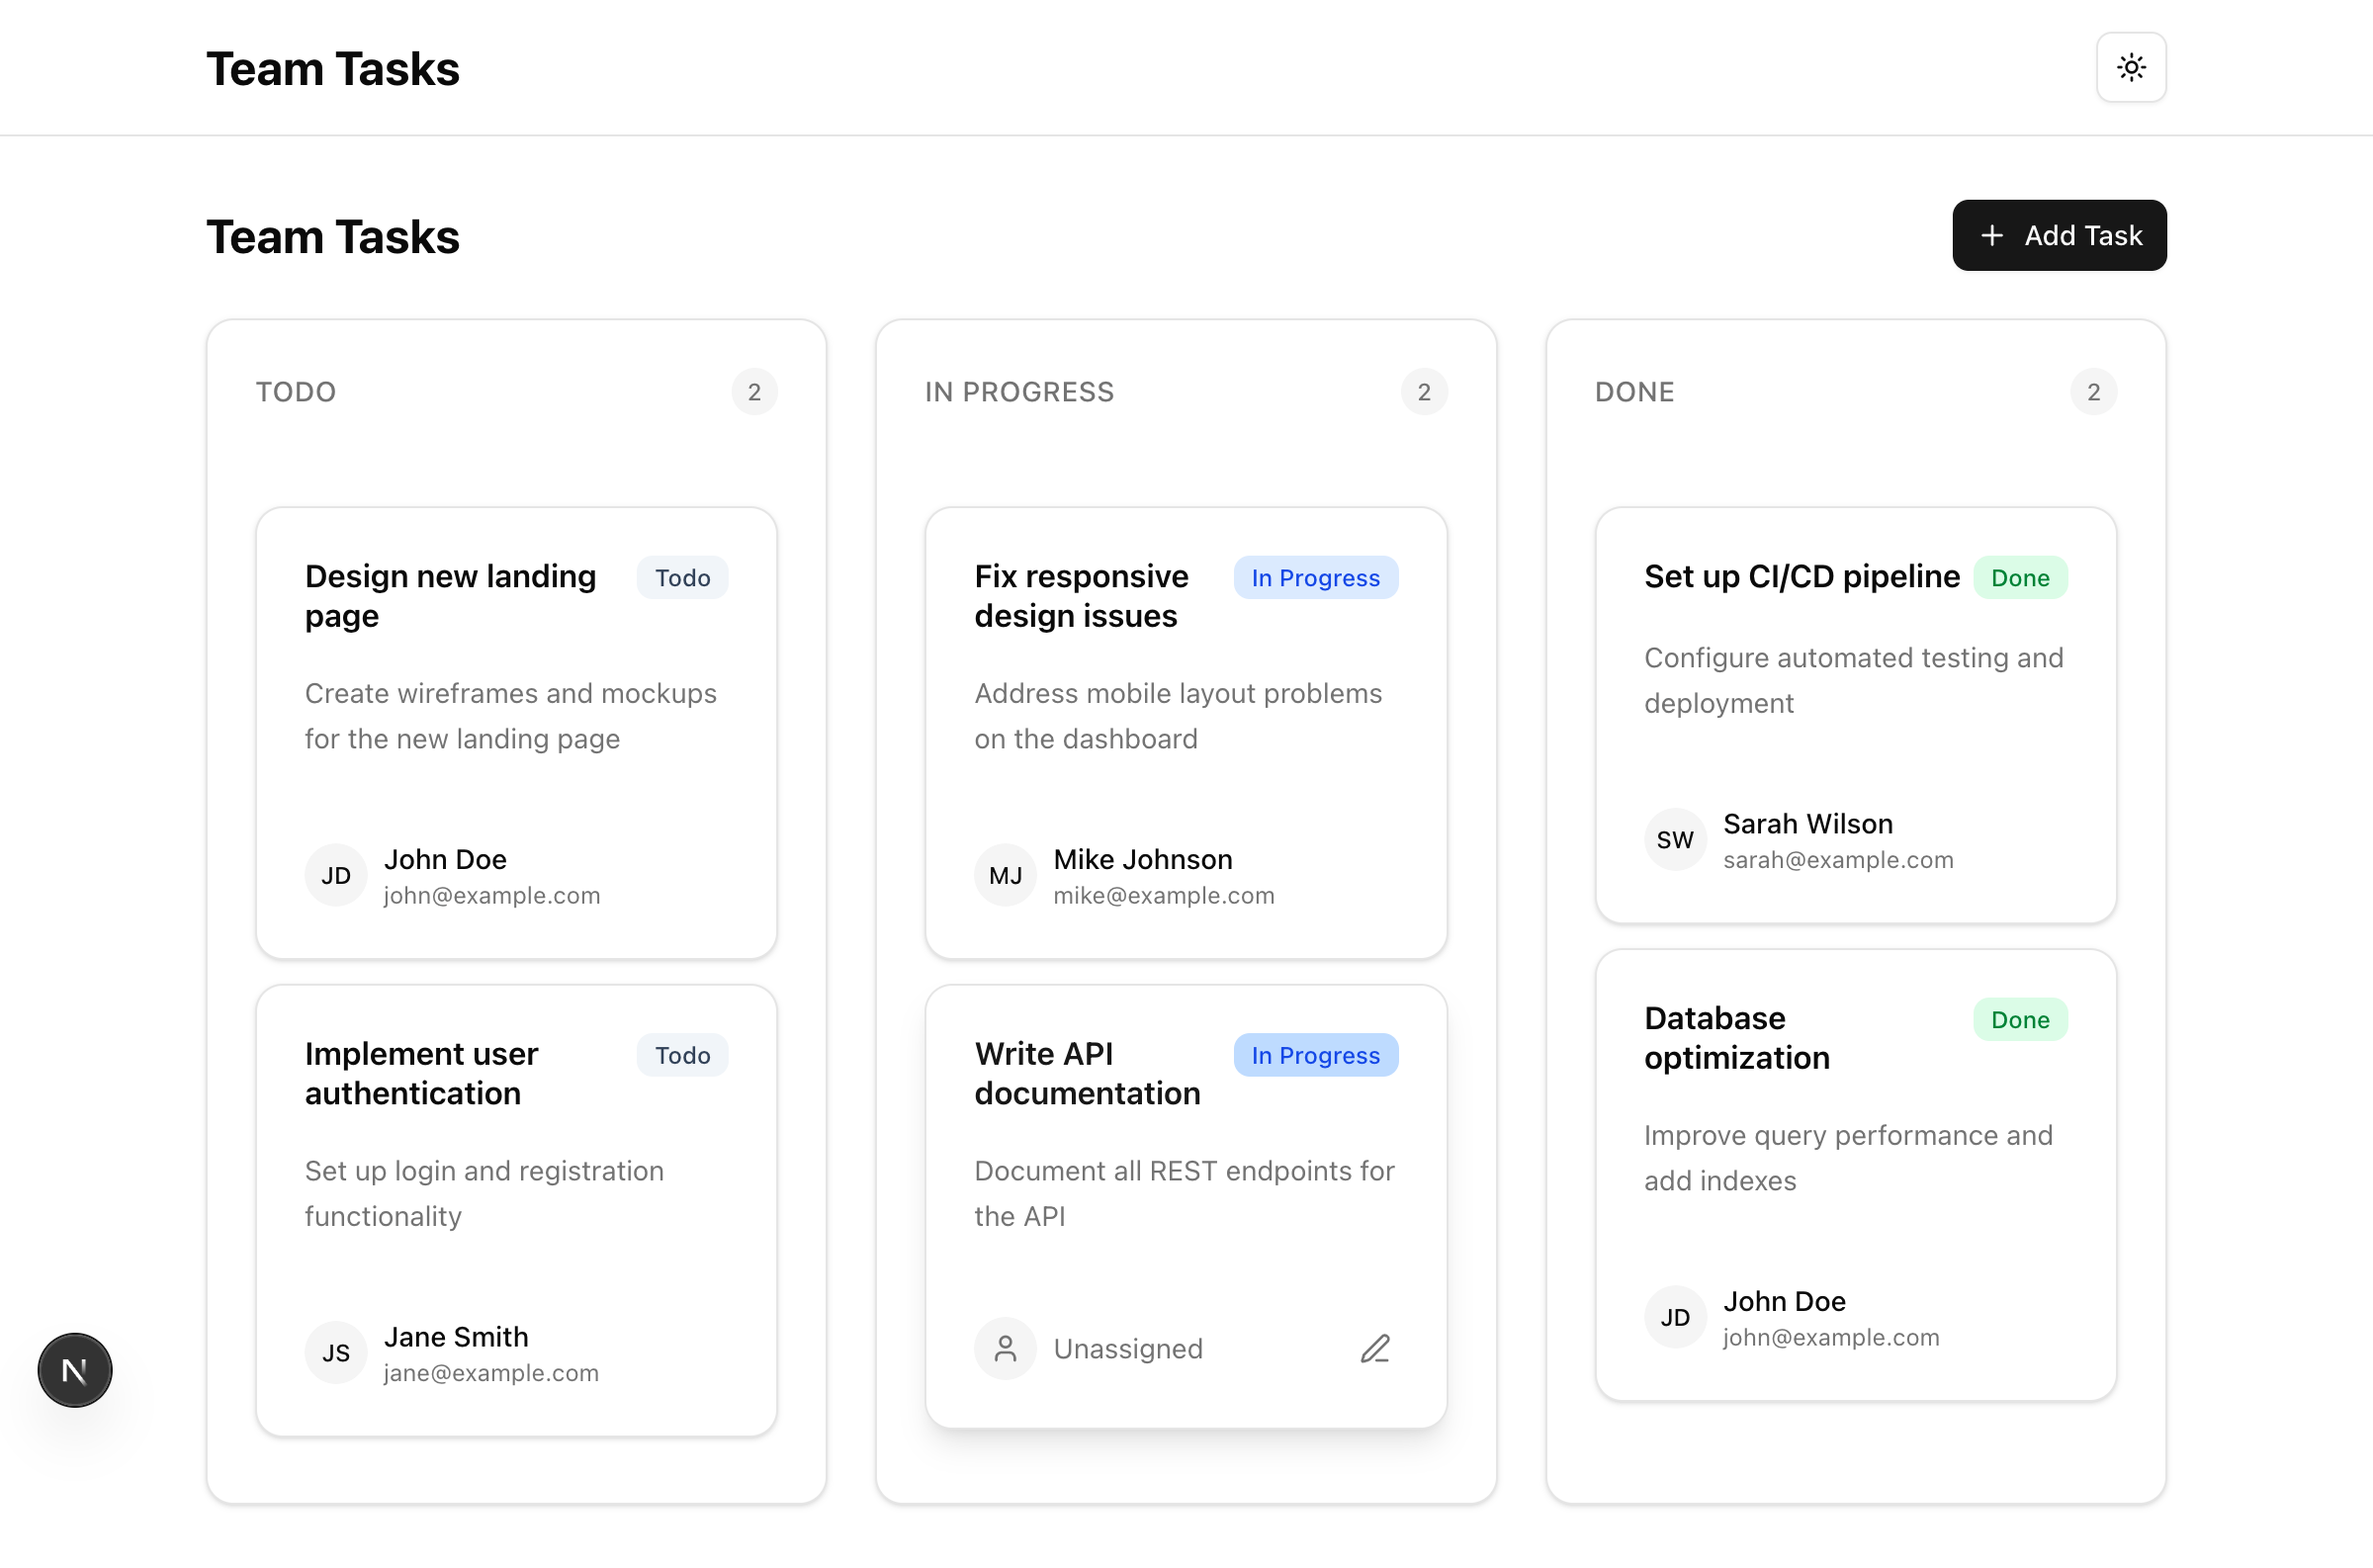 Team Tasks
Team Tasks
Add Task
TODO
2
Design new landing
page
Todo
Create wireframes and mockups
for the new landing page
JD
John Doe
john@example.com
Implement user
authentication
Todo
Set up login and registration
functionality
JS
Jane Smith
jane@example.com
IN PROGRESS
2
Fix responsive
design issues
In Progress
Address mobile layout problems
on the dashboard
MJ
Mike Johnson
mike@example.com
Write API
documentation
In Progress
Document all REST endpoints for
the API
Unassigned
DONE
2
Set up CI/CD pipeline
Done
Configure automated testing and
deployment
SW
Sarah Wilson
sarah@example.com
Database
optimization
Done
Improve query performance and
add indexes
JD
John Doe
john@example.com
N